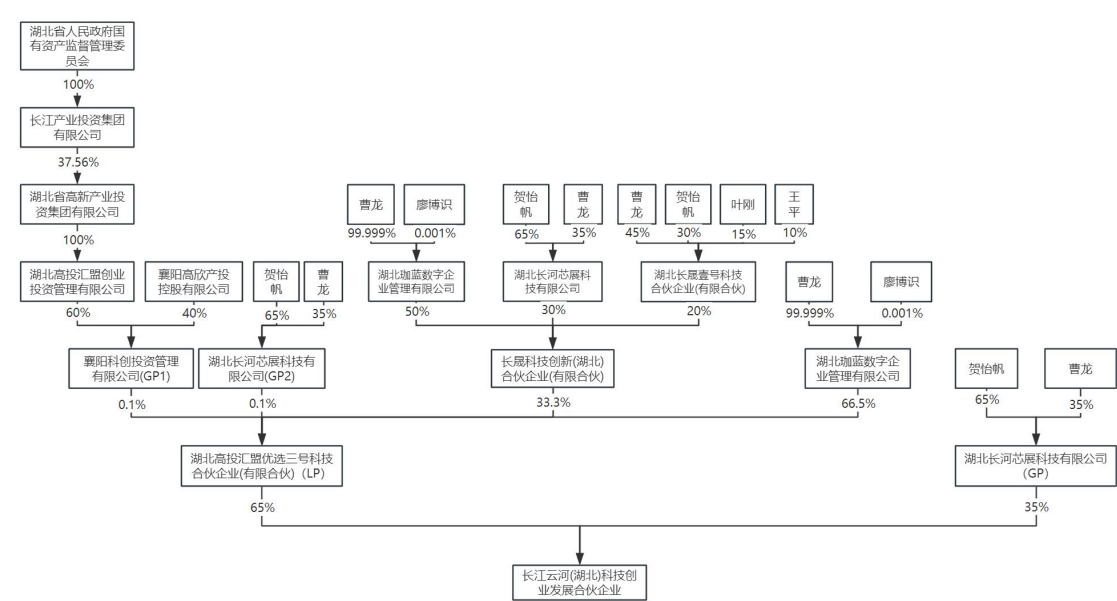 湖北省人民政府国
有资产监督管理委
员会
100%
长江产业投资集团
有限公司
37.56%
湖北省高新产业投
资集团有限公司
100%
曹龙
廖博识
99.999%
0.001%
贺怡
帆
曹
龙
65%
35%
曹
龙
贺怡
帆
叶刚
王
平
45%
30%
15%
10%
湖北高投汇盟创业
投资管理有限公司
襄阳高欣产投
控股有限公司
贺怡
帆
曹
龙
湖北珈蓝数字企
业管理有限公司
湖北长河芯展科
技有限公司
湖北长晟壹号科技
合伙企业(有限合伙)
曹龙
廖博识
60%
40%
65%
35%
50%
30%
20%
99.999%
0.001%
襄阳科创投资管理
有限公司(GP1)
湖北长河芯展科技有
限公司(GP2)
长晟科技创新(湖北)
合伙企业(有限合伙)
湖北珈蓝数字企
业管理有限公司
贺怡帆
曹龙
0.1%
0.1%
33.3%
66.5%
65%
35%
湖北高投汇盟优选三号科技
合伙企业(有限合伙)（LP）
湖北长河芯展科技有限公司
（GP）
65%
35%
长江云河(湖北)科技创
业发展合伙企业